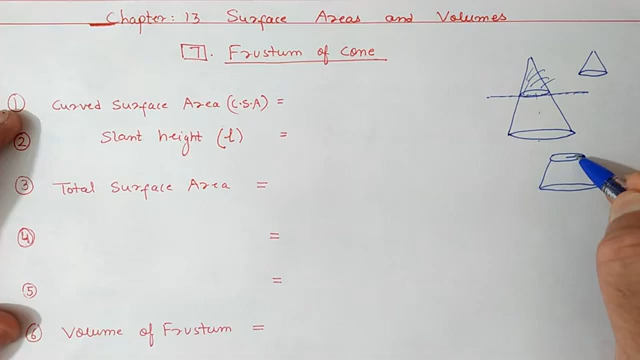 Chapter: 13 Surface Areas and Volumes
7. Frustum of Cone
① Curved Surface Area (C.S.A) =
② Slant height (l) =
③ Total Surface Area =
④ =
⑤ =
⑥ Volume of Frustum =